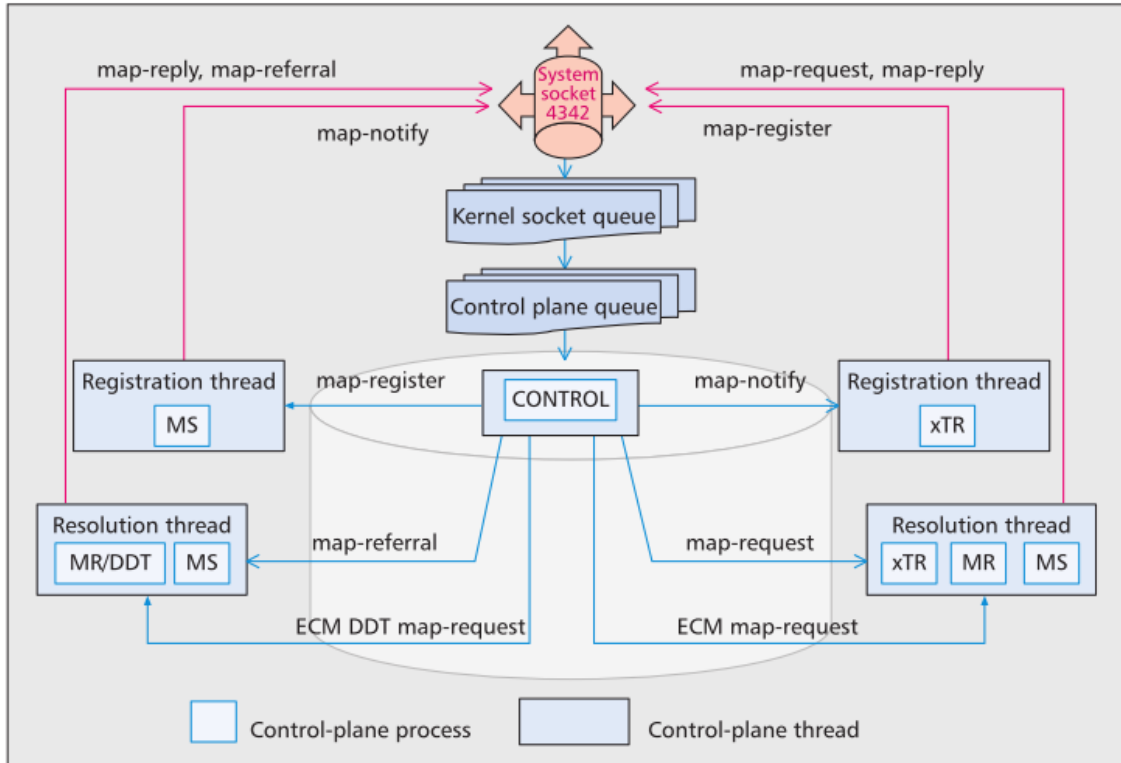 map-reply, map-referral
System
socket
4342
map-request, map-reply
map-notify
map-register
Kernel socket queue
Control plane queue
Registration thread
MS
map-register
CONTROL
map-notify
Registration thread
xTR
Resolution thread
MR/DDT
MS
map-referral
map-request
Resolution thread
xTR
MR
MS
ECM DDT map-request
ECM map-request
Control-plane process
Control-plane thread